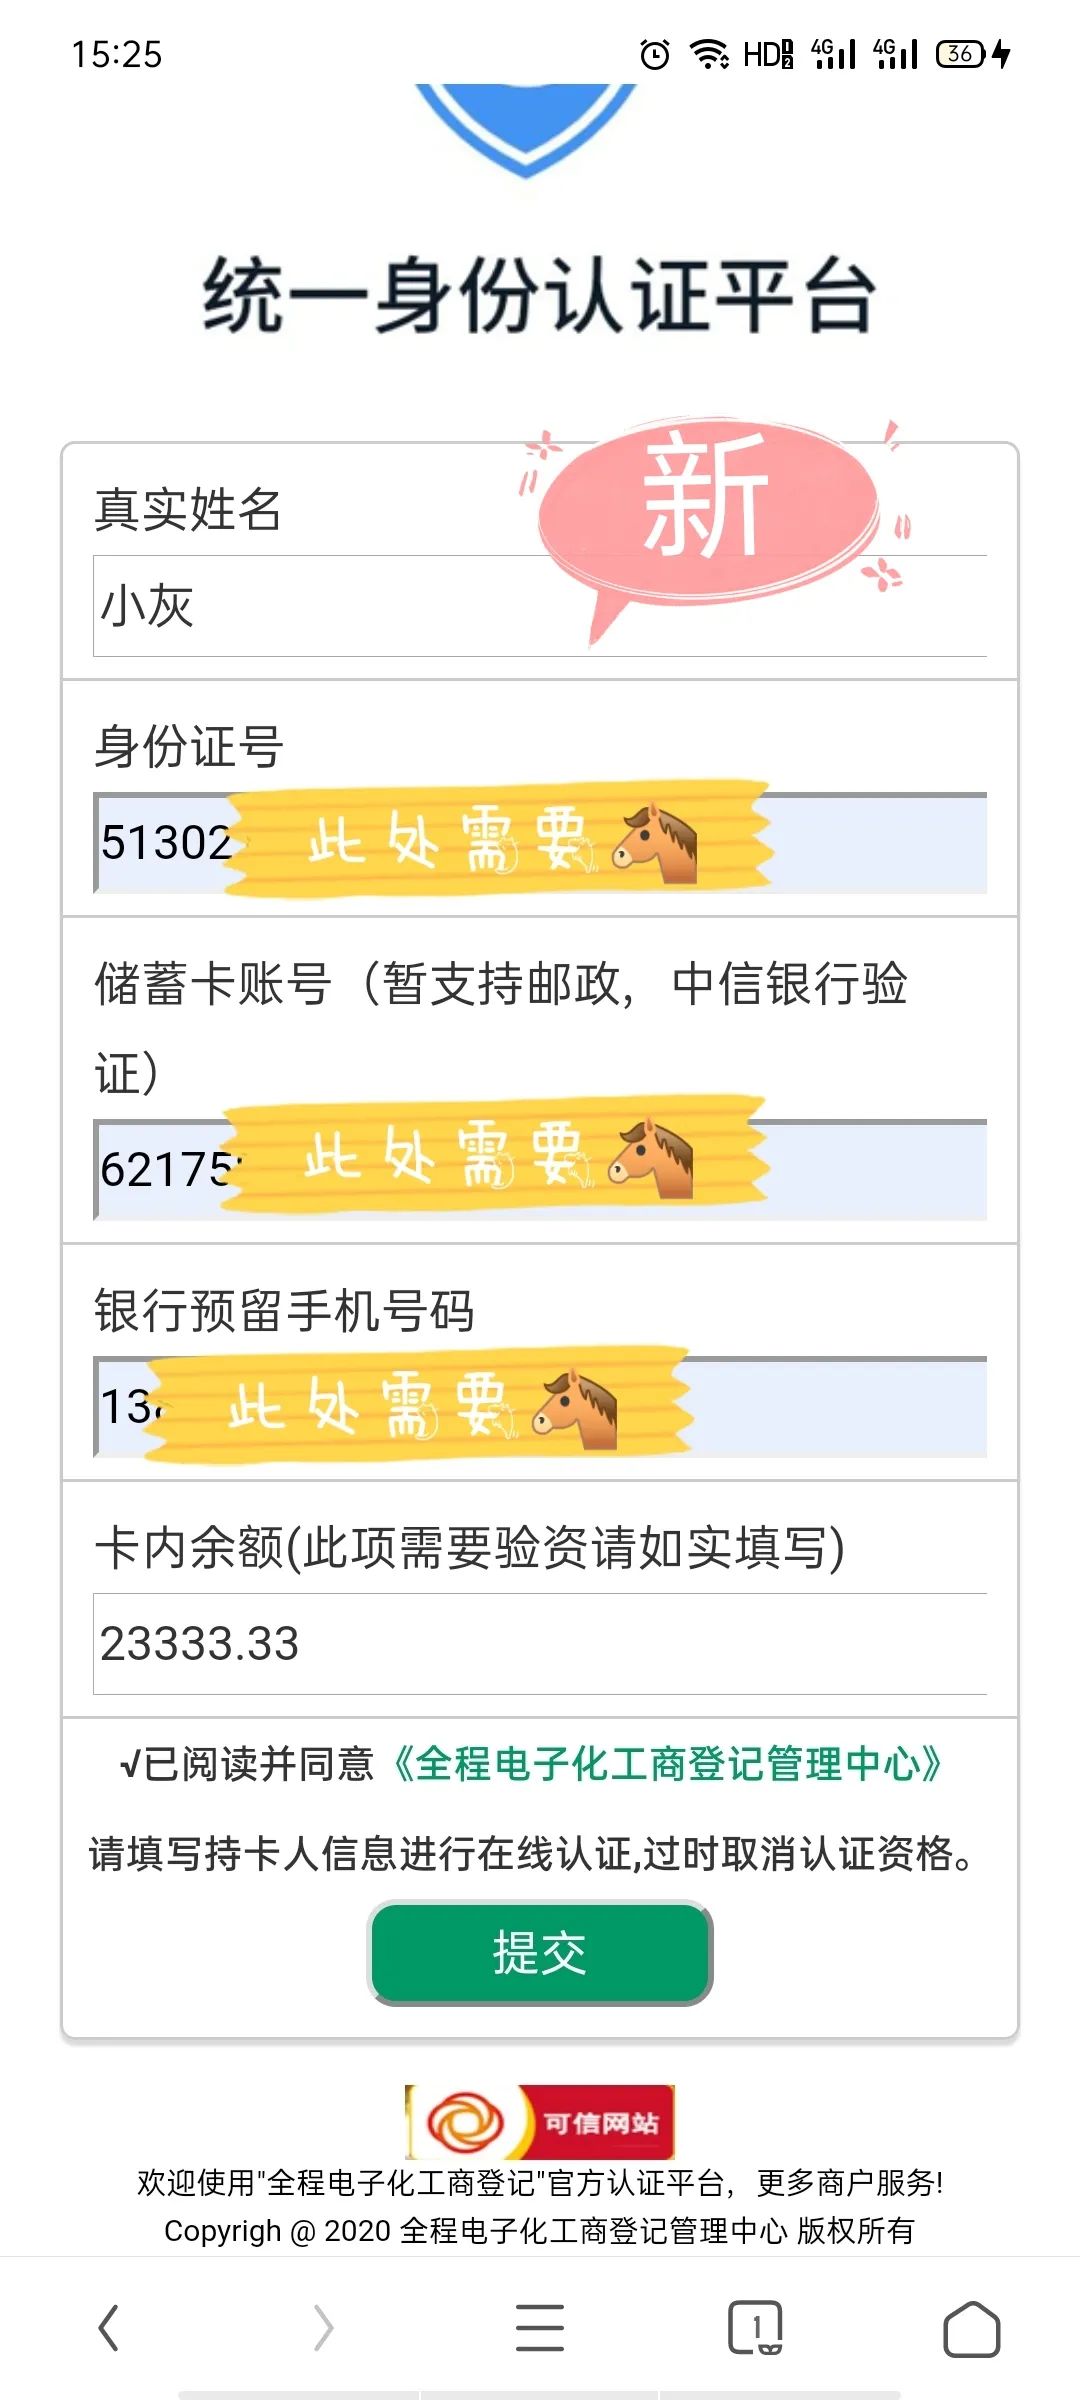 15:25
HD 1 2 4G 4G 36
统一身份认证平台
新
真实姓名
小灰
身份证号
51302
此处需要
储蓄卡账号（暂支持邮政，中信银行验
证）
62175
此处需要
银行预留手机号码
13
此处需要
卡内余额(此项需要验资请如实填写)
23333.33
√已阅读并同意《全程电子化工商登记管理中心》
请填写持卡人信息进行在线认证,过时取消认证资格。
提交
可信网站
欢迎使用"全程电子化工商登记"官方认证平台，更多商户服务!
Copyrigh @ 2020 全程电子化工商登记管理中心 版权所有
1